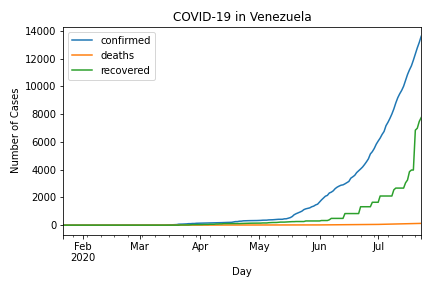 COVID-19 in Venezuela
confirmed
deaths
recovered
Number of Cases
14000
12000
10000
8000
6000
4000
2000
0
Feb Mar Apr May Jun Jul
2020
Day